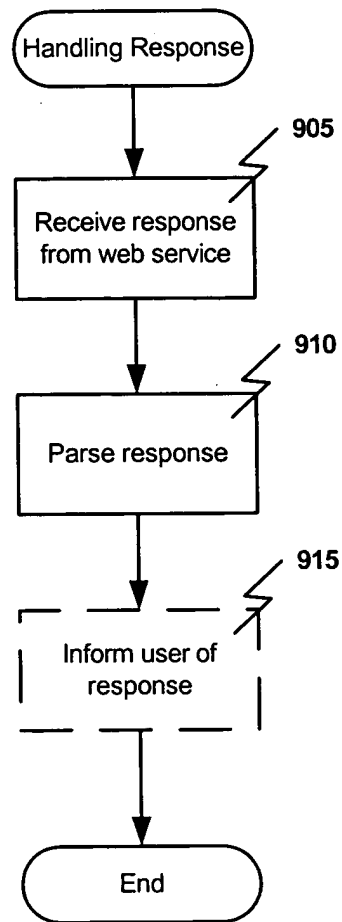 Handling Response
905
Receive response
from web service
910
Parse response
915
Inform user of
response
End